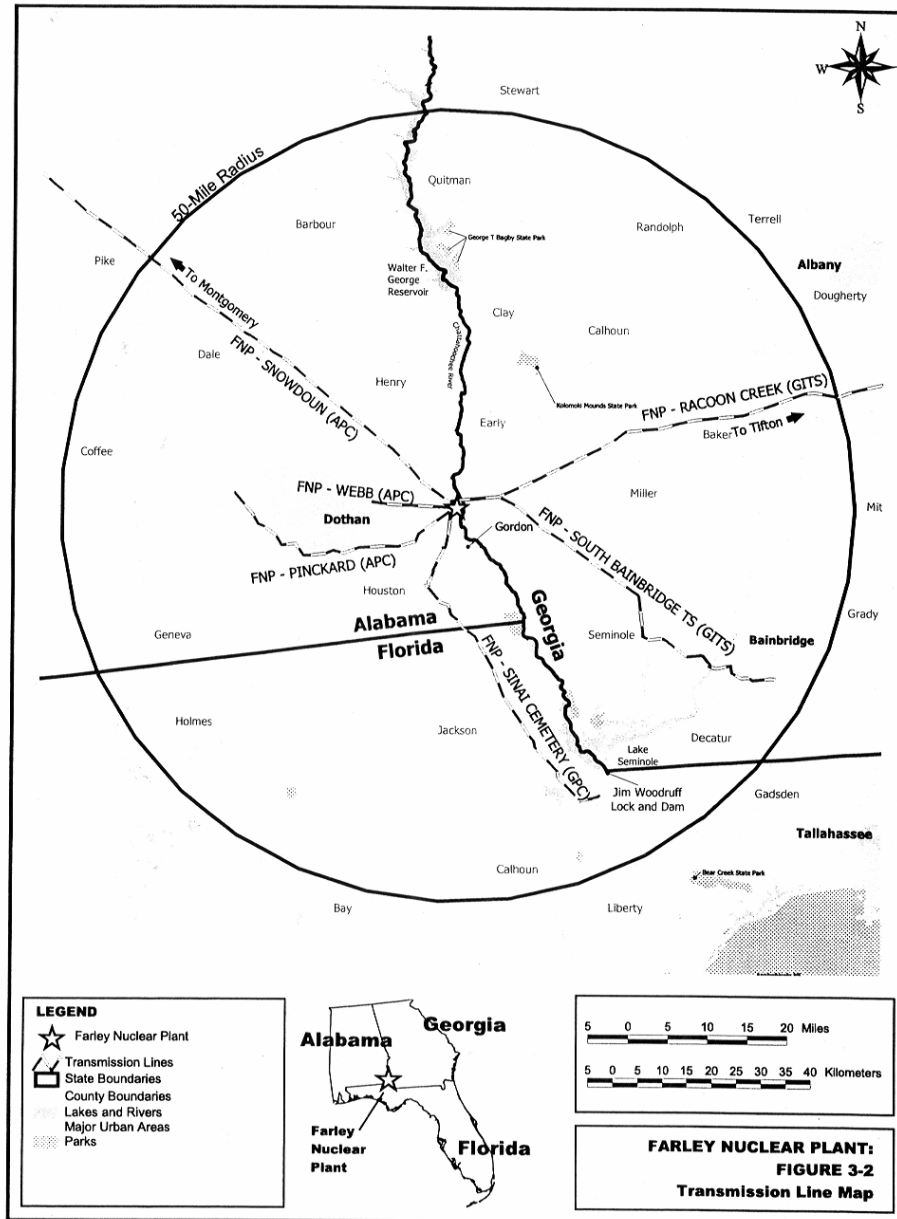 N
W
S
Stewart
50-Mile Radius
Quitman
Barbour
Randolph
Terrell
George T Bagby State Park
Pike
To Montgomery
Walter F.
George
Reservoir
Albany
Dougherty
Clay
Chattahoochee River
Calhoun
Dale
FNP - SNOWDOUN (APC)
Henry
Kolomoki Mounds State Park
FNP - RACOON CREEK (GITS)
Early
Baker
To Tifton
Coffee
FNP - WEBB (APC)
Miller
Mit
Dothan
Gordon
FNP - SOUTH BAINBRIDGE TS (GITS)
FNP - PINCKARD (APC)
Houston
Georgia
Grady
Alabama
Florida
Geneva
Seminole
Bainbridge
FNP - SINAI CEMETERY (GPC)
Holmes
Jackson
Decatur
Lake
Seminole
Jim Woodruff
Lock and Dam
Gadsden
Tallahassee
Calhoun
Bear Creek State Park
Bay
Liberty
LEGEND
Farley Nuclear Plant
Transmission Lines
State Boundaries
County Boundaries
Lakes and Rivers
Major Urban Areas
Parks
Alabama
Georgia
Farley
Nuclear
Plant
Florida
5 0 5 10 15 20 Miles
5 0 5 10 15 20 25 30 35 40 Kilometers
FARLEY NUCLEAR PLANT:
FIGURE 3-2
Transmission Line Map